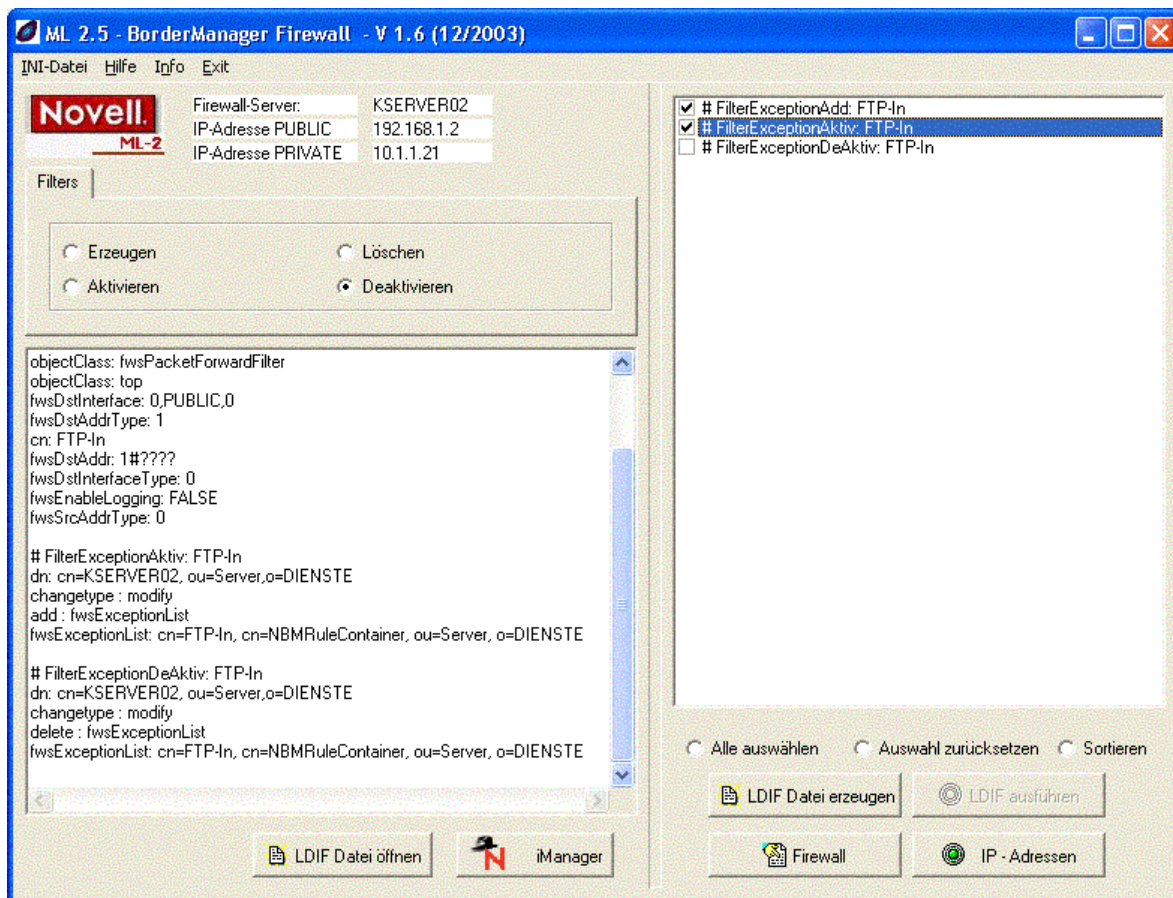 ML 2.5 - BorderManager Firewall - V 1.6 (12/2003)
INI-Datei Hilfe Info Exit
Novell.
ML-2
Firewall-Server: KSERVER02
IP-Adresse PUBLIC 192.168.1.2
IP-Adresse PRIVATE 10.1.1.21
Filters
Erzeugen Löschen
Aktivieren Deaktivieren
objectClass: fwsPacketForwardFilter
objectClass: top
fwsDstInterface: 0,PUBLIC,0
fwsDstAddrType: 1
cn: FTP-In
fwsDstAddr: 1#????
fwsDstInterfaceType: 0
fwsEnableLogging: FALSE
fwsSrcAddrType: 0
# FilterExceptionAktiv: FTP-In
dn: cn=KSERVER02, ou=Server,o=DIENSTE
changetype : modify
add : fwsExceptionList
fwsExceptionList: cn=FTP-In, cn=NBMRuleContainer, ou=Server, o=DIENSTE
# FilterExceptionDeAktiv: FTP-In
dn: cn=KSERVER02, ou=Server,o=DIENSTE
changetype : modify
delete : fwsExceptionList
fwsExceptionList: cn=FTP-In, cn=NBMRuleContainer, ou=Server, o=DIENSTE
LDIF Datei öffnen
N iManager
# FilterExceptionAdd: FTP-In
# FilterExceptionAktiv: FTP-In
# FilterExceptionDeAktiv: FTP-In
Alle auswählen Auswahl zurücksetzen Sortieren
LDIF Datei erzeugen LDIF ausführen
Firewall IP - Adressen